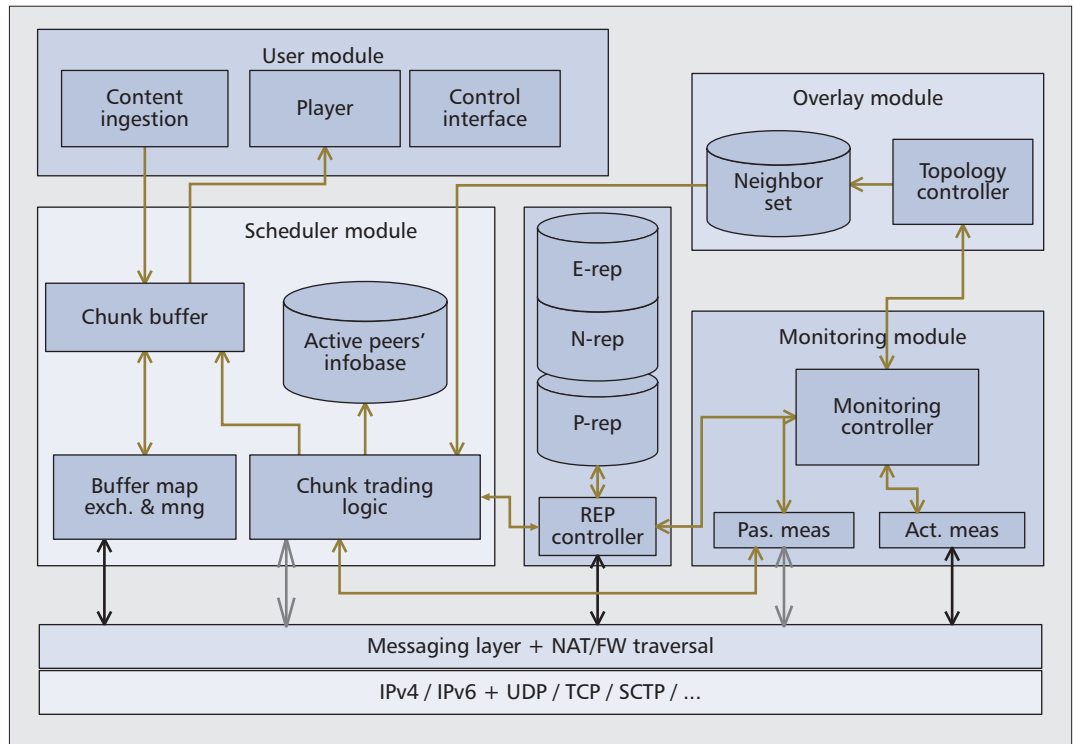 User module
Content
ingestion
Player
Control
interface
Overlay module
Neighbor
set
Topology
controller
Scheduler module
Chunk buffer
Active peers'
infobase
Buffer map
exch. & mng
Chunk trading
logic
E-rep
N-rep
P-rep
REP
controller
Monitoring module
Monitoring
controller
Pas. meas
Act. meas
Messaging layer + NAT/FW traversal
IPv4 / IPv6 + UDP / TCP / SCTP / ...